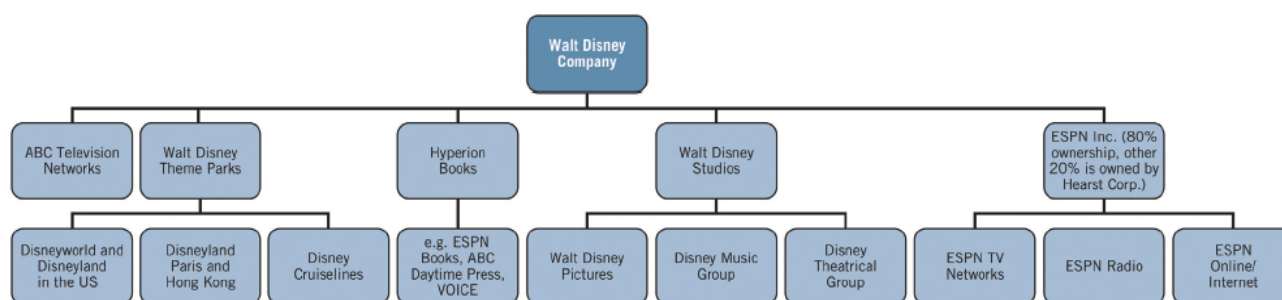 Walt Disney
Company
ABC Television
Networks
Walt Disney
Theme Parks
Hyperion
Books
Walt Disney
Studios
ESPN Inc. (80%
ownership, other
20% is owned by
Hearst Corp.)
Disneyworld and
Disneyland
in the US
Disneyland
Paris and
Hong Kong
Disney
Cruiselines
e.g. ESPN
Books, ABC
Daytime Press,
VOICE
Walt Disney
Pictures
Disney Music
Group
Disney
Theatrical
Group
ESPN TV
Networks
ESPN Radio
ESPN
Online/
Internet